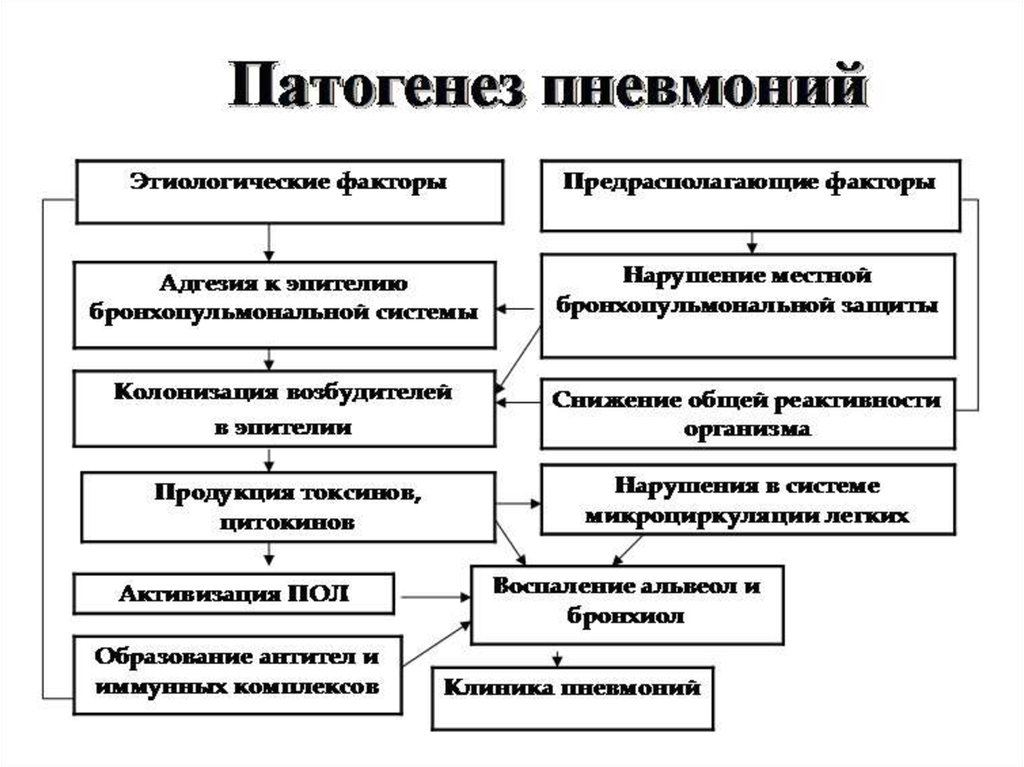 Патогенез пневмоний
Этиологические факторы
Предрасполагающие факторы
Адгезия к эпителию
бронхопульмональной системы
Нарушение местной
бронхопульмональной защиты
Колонизация возбудителей
в эпителии
Снижение общей реактивности
организма
Продукция токсинов,
цитокинов
Нарушения в системе
микроциркуляции легких
Активизация ПОЛ
Воспаление альвеол и
бронхиол
Образование антител и
иммунных комплексов
Клиника пневмоний